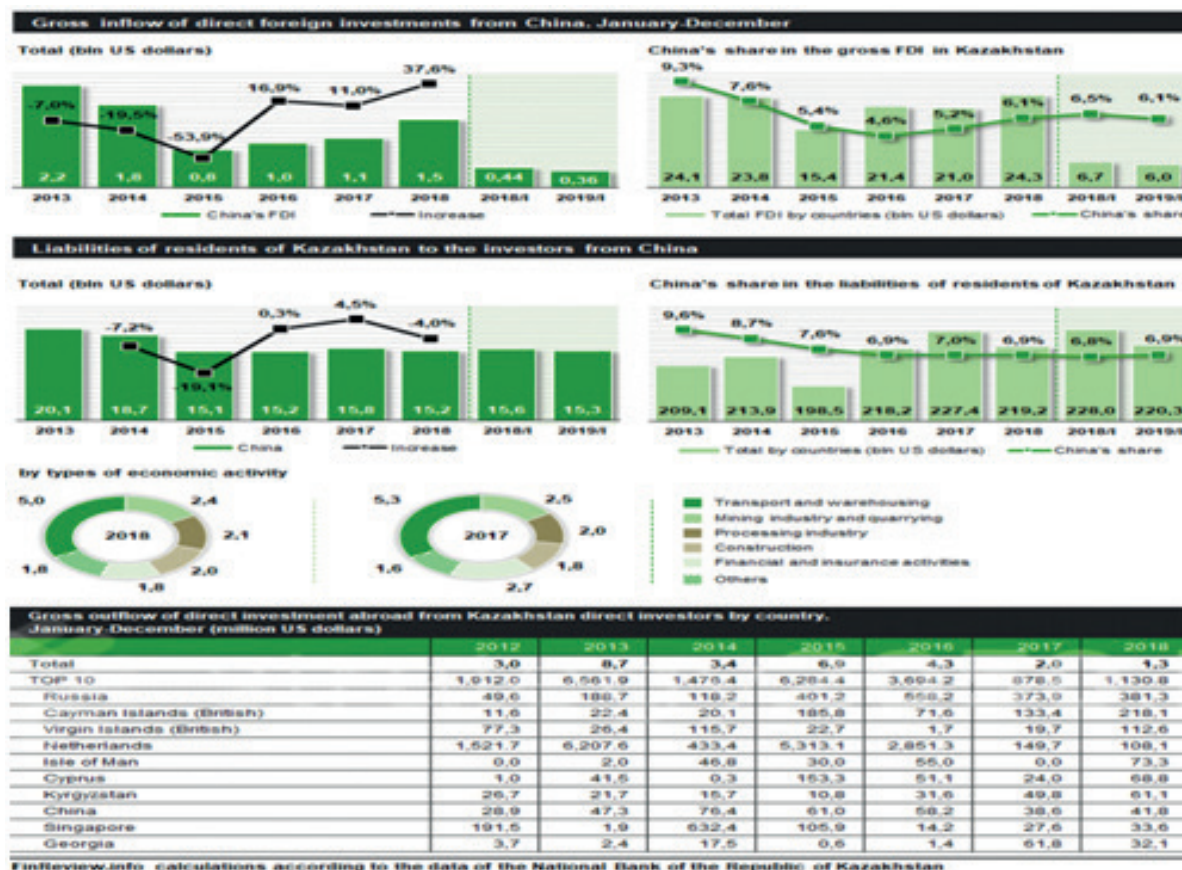 Gross inflow of direct foreign investments from China. January-December
Total (bln US dollars)
-7,0% -19,5% -53,9% 16,9% 11,0% 37,6%
2,2 1,8 0,8 1,0 1,1 1,5 0,44 0,36
2013 2014 2015 2016 2017 2018 2018/I 2019/I
China's FDI Increase
China's share in the gross FDI in Kazakhstan
9,3% 7,6% 5,4% 4,6% 5,2% 6,1% 6,5% 6,1%
24,1 23,8 15,4 21,4 21,0 24,3 6,7 6,0
2013 2014 2015 2016 2017 2018 2018/I 2019/I
Total FDI by countries (bln US dollars) China's share
Liabilities of residents of Kazakhstan to the investors from China
Total (bln US dollars)
-7,2% -19,1% 0,3% 4,5% -4,0%
20,1 18,7 15,1 15,2 15,8 15,2 15,6 15,3
2013 2014 2015 2016 2017 2018 2018/I 2019/I
China Increase
China's share in the liabilities of residents of Kazakhstan
9,6% 8,7% 7,6% 6,9% 7,0% 6,9% 6,8% 6,9%
209,1 213,9 198,5 218,2 227,4 219,2 228,0 220,3
2013 2014 2015 2016 2017 2018 2018/I 2019/I
Total by countries (bln US dollars) China's share
by types of economic activity
2018
5,0 2,4 2,1 2,0 1,8 1,8
2017
5,3 2,5 2,0 1,8 2,7 1,6
Transport and warehousing
Mining industry and quarrying
Processing industry
Construction
Financial and insurance activities
Others
Gross outflow of direct investment abroad from Kazakhstan direct investors by country.
January-December (million US dollars)
2012 2013 2014 2015 2016 2017 2018
Total 3,0 8,7 3,4 6,9 4,3 2,0 1,3
TOP 10 1,912.0 6,561.9 1,476.4 6,284.4 3,694.2 878,5 1,130.8
Russia 49,6 188,7 118,2 401,2 558,2 373,9 381,3
Cayman Islands (British) 11,6 22,4 20,1 185,8 71,6 133,4 218,1
Virgin Islands (British) 77,3 26,4 115,7 22,7 1,7 19,7 112,6
Netherlands 1,521.7 6,207.6 433,4 5,313.1 2,851.3 149,7 108,1
Isle of Man 0,0 2,0 46,8 30,0 55,0 0,0 73,3
Cyprus 1,0 41,5 0,3 153,3 51,1 24,0 68,8
Kyrgyzstan 26,7 21,7 15,7 10,8 31,6 49,8 61,1
China 28,9 47,3 76,4 61,0 58,2 38,6 41,8
Singapore 191,5 1,9 632,4 105,9 14,2 27,6 33,6
Georgia 3,7 2,4 17,5 0,6 1,4 61,8 32,1
FinReview.info calculations according to the data of the National Bank of the Republic of Kazakhstan